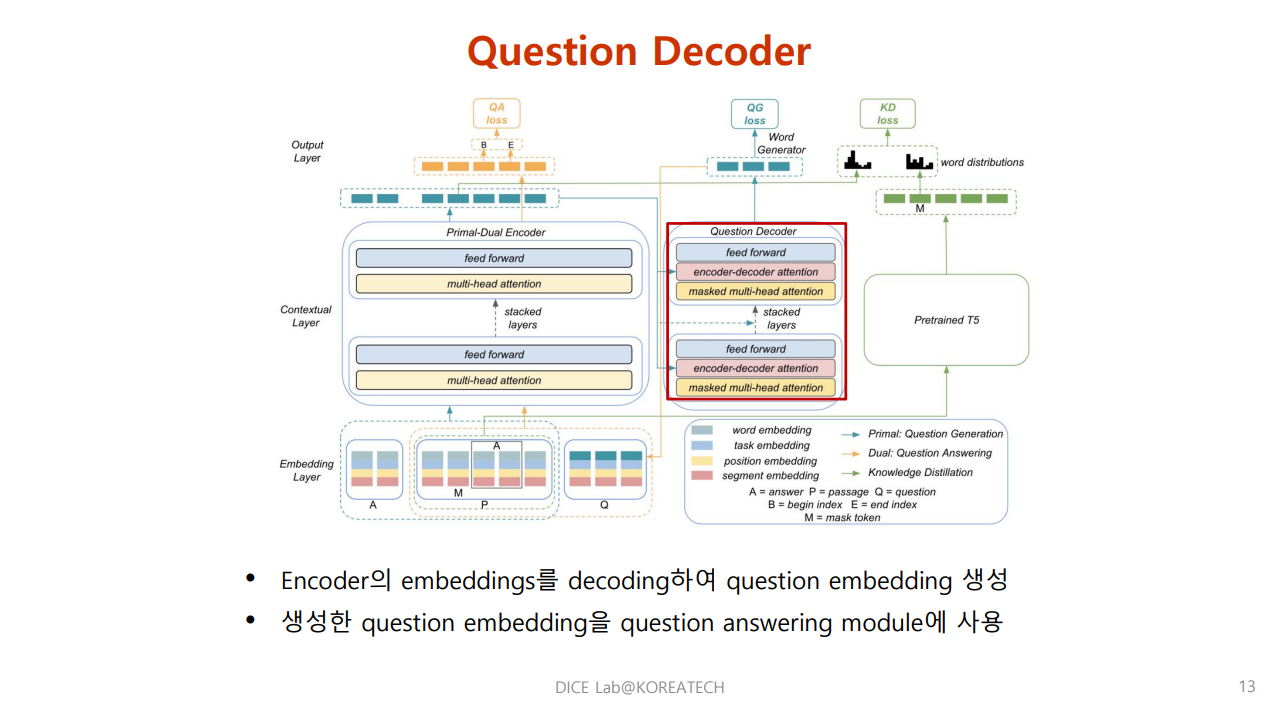 Question Decoder
QA
loss
QG
loss
KD
loss
Output
Layer
B E
Word
Generator
word distributions
M
Primal-Dual Encoder
feed forward
multi-head attention
stacked
layers
feed forward
multi-head attention
Question Decoder
feed forward
encoder-decoder attention
masked multi-head attention
stacked
layers
feed forward
encoder-decoder attention
masked multi-head attention
Pretrained T5
Contextual
Layer
Embedding
Layer
A
A
M
P
Q
word embedding
task embedding
position embedding
segment embedding
Primal: Question Generation
Dual: Question Answering
Knowledge Distillation
A = answer P = passage Q = question
B = begin index E = end index
M = mask token
• Encoder의 embeddings를 decoding하여 question embedding 생성
• 생성한 question embedding을 question answering module에 사용
DICE Lab@KOREATECH
13